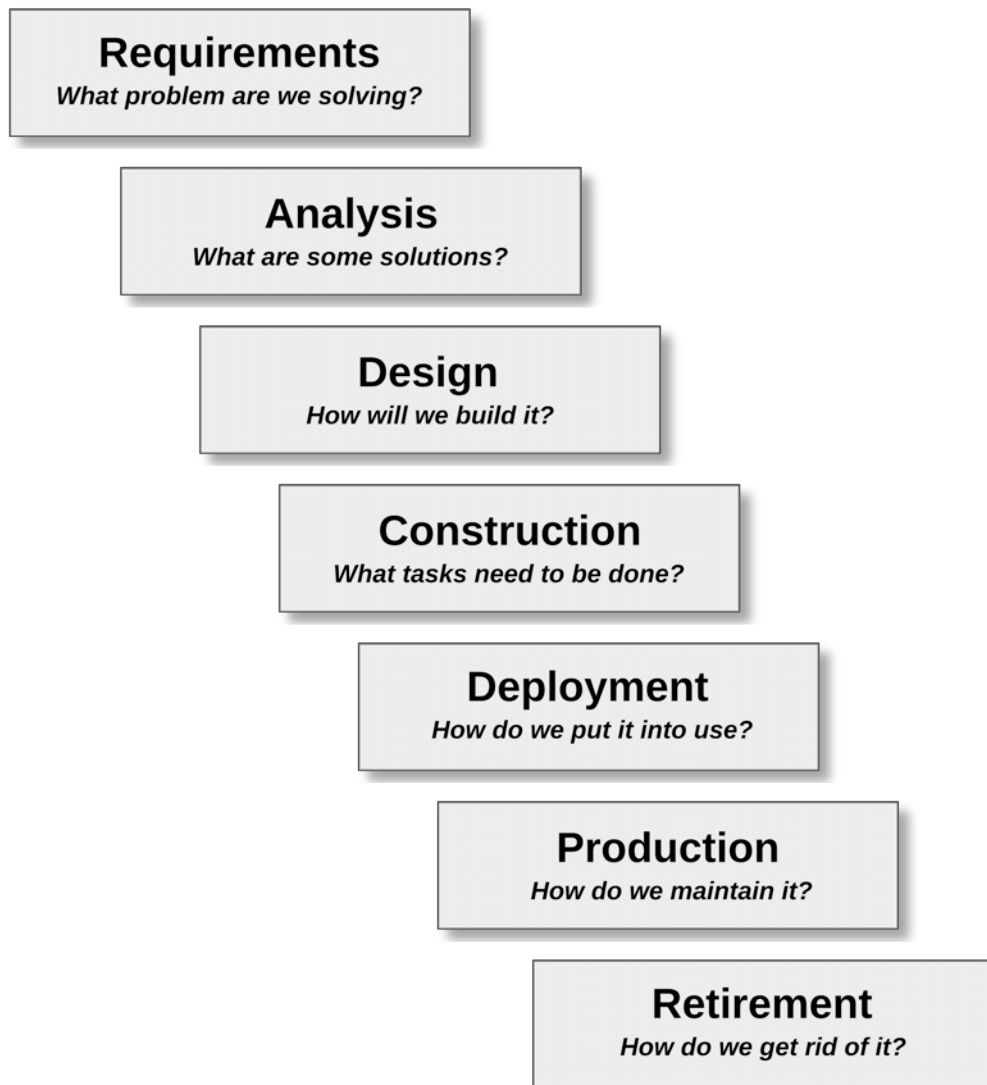 Requirements
What problem are we solving?
Analysis
What are some solutions?
Design
How will we build it?
Construction
What tasks need to be done?
Deployment
How do we put it into use?
Production
How do we maintain it?
Retirement
How do we get rid of it?